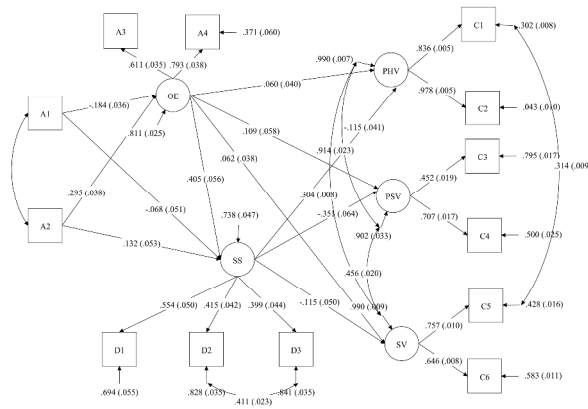 A3
A4
.371 (.060)
C1
.302 (.008)
.611 (.035)
.793 (.038)
.990 (.007)
.836 (.005)
OE
.060 (.040)
PHV
A1
-.184 (.036)
.978 (.005)
C2
.043 (.010)
.811 (.025)
-.115 (.041)
.109 (.058)
.914 (.023)
.062 (.038)
C3
.795 (.017)
.314 (.009
.295 (.038)
.405 (.056)
.304 (.008)
.452 (.019)
-.068 (.051)
PSV
.707 (.017)
A2
.738 (.047)
-.351 (.064)
.132 (.053)
.902 (.033)
C4
.500 (.025)
SS
.456 (.020)
.554 (.050)
.415 (.042)
.399 (.044)
-.115 (.050)
.990 (.009)
C5
.428 (.016)
.757 (.010)
D1
D2
D3
SV
.646 (.008)
C6
.583 (.011)
.694 (.055)
.828 (.035)
.841 (.035)
.411 (.023)